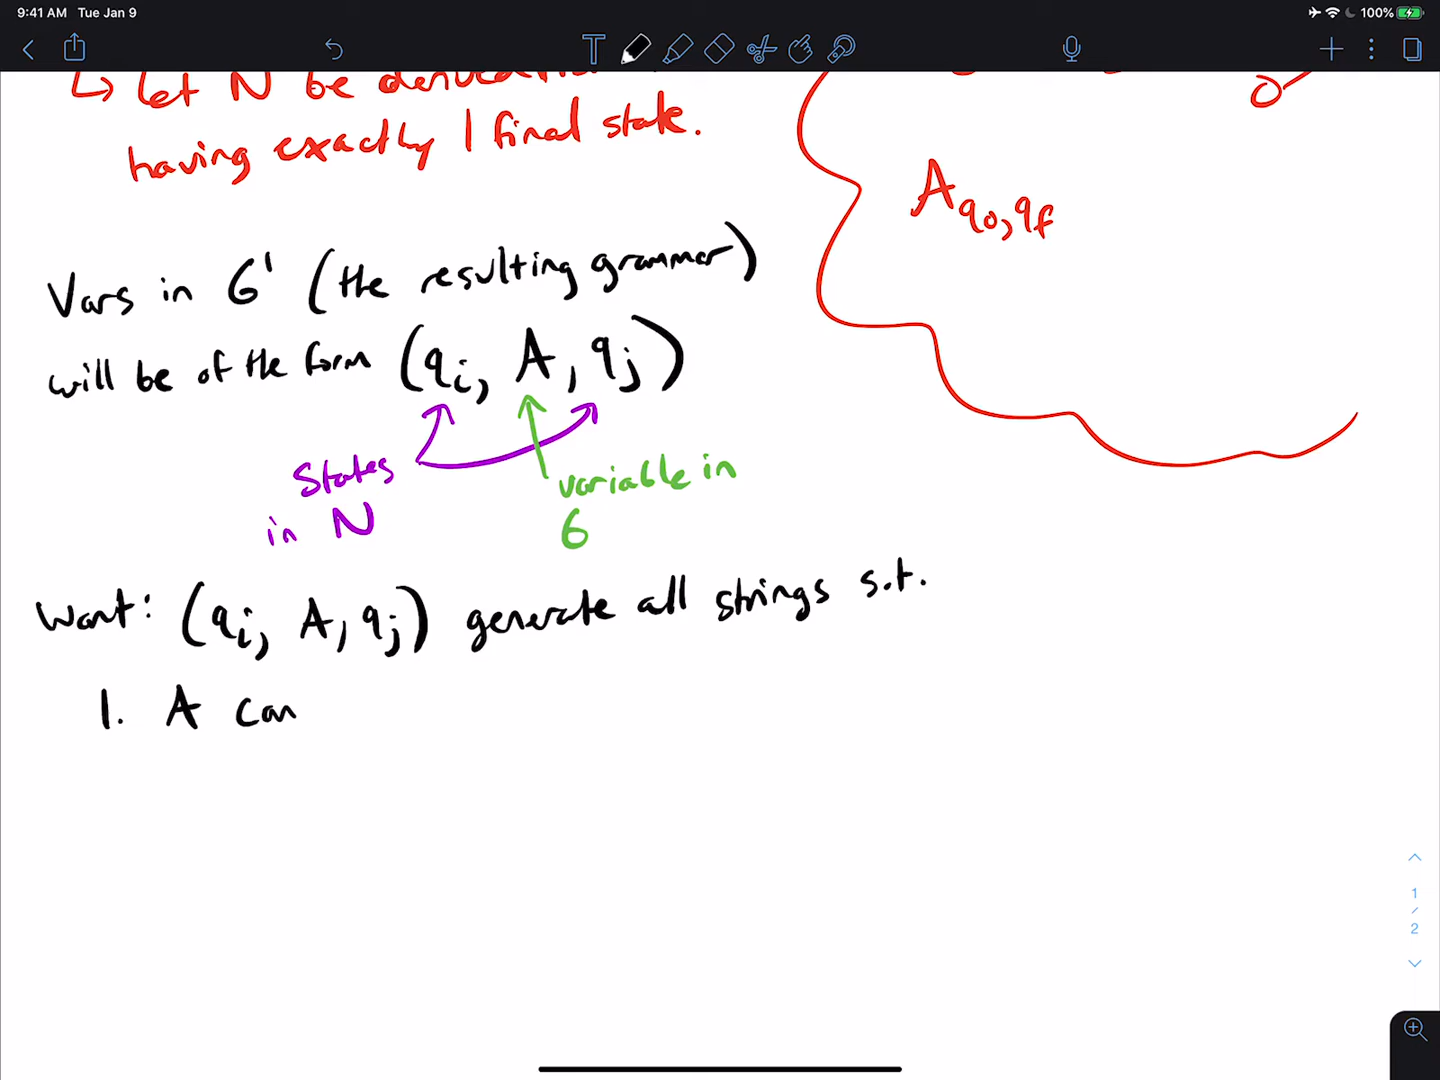 9:41 AM Tue Jan 9
100%
T
↳ Let N be
having exactly 1 final state.
A q0, qf
Vars in G' (the resulting grammar)
will be of the form (qi, A, qj)
States
in N
variable in
G
Want: (qi, A, qj) generate all strings s.t.
1. A can
1
/
2